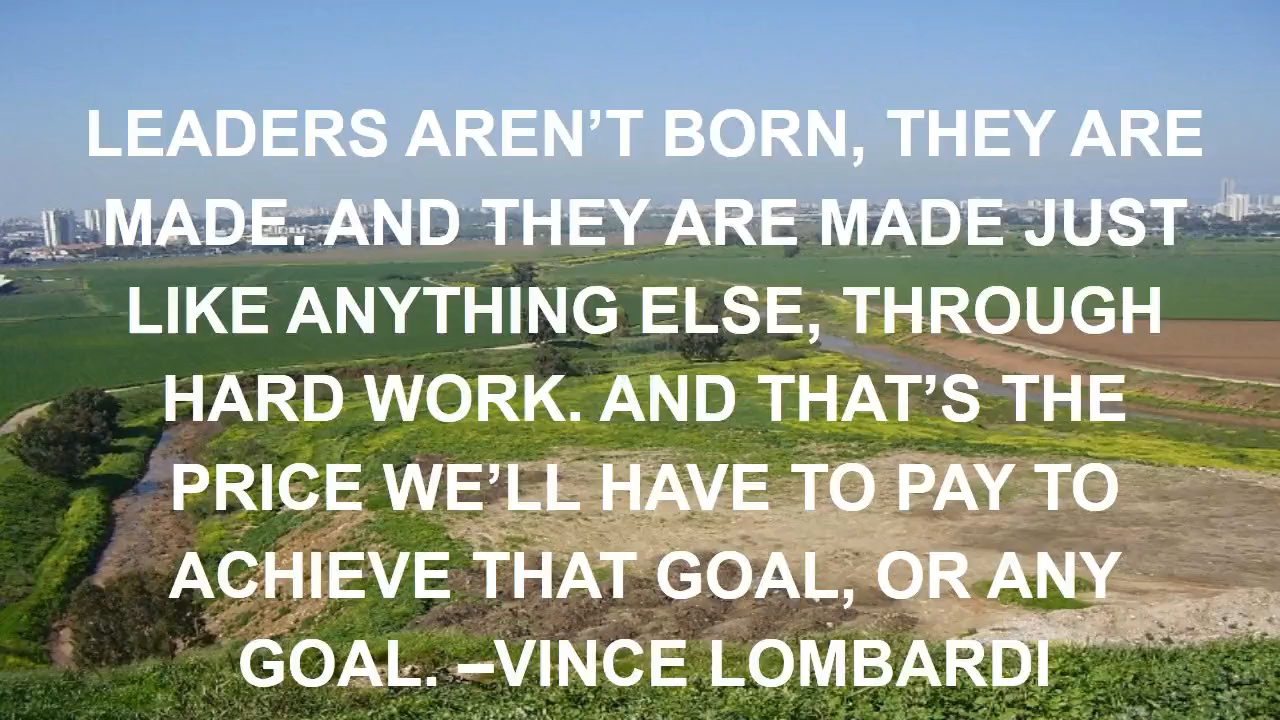 LEADERS AREN’T BORN, THEY ARE
MADE. AND THEY ARE MADE JUST
LIKE ANYTHING ELSE, THROUGH
HARD WORK. AND THAT’S THE
PRICE WE’LL HAVE TO PAY TO
ACHIEVE THAT GOAL, OR ANY
GOAL. –VINCE LOMBARDI